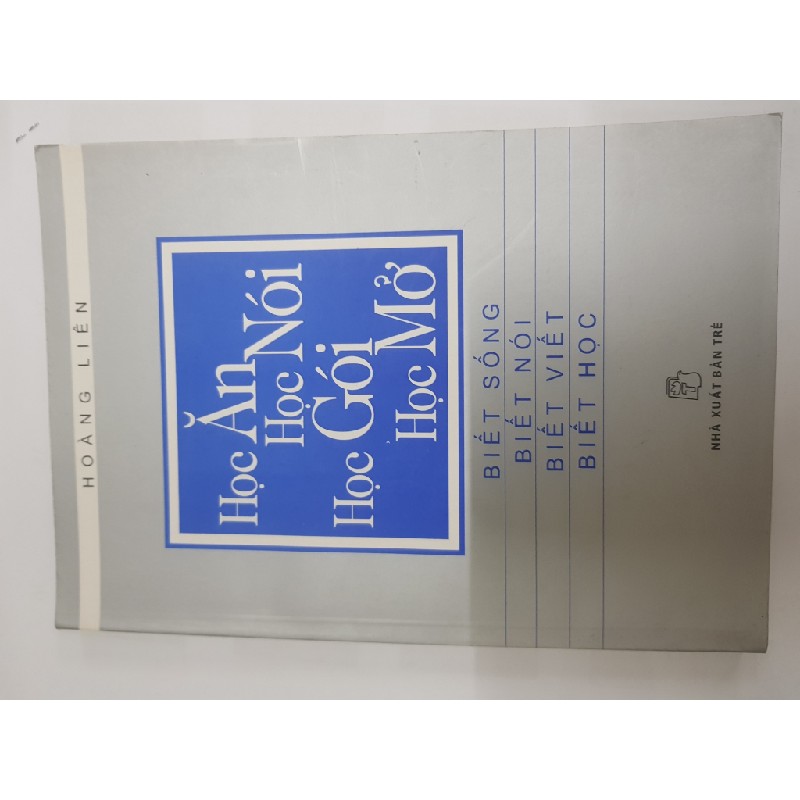 HOÀNG LIÊN
Học Ăn
Học Nói
Học Gói
Học Mở
BIẾT SỐNG
BIẾT NÓI
BIẾT VIẾT
BIẾT HỌC
NHÀ XUẤT BẢN TRẺ